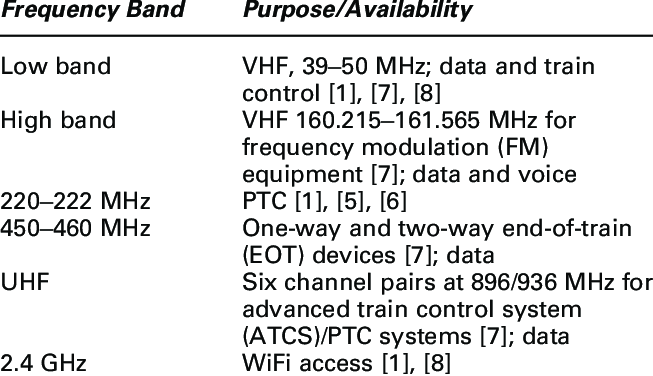 Frequency Band Purpose/Availability
Low band VHF, 39–50 MHz; data and train
control [1], [7], [8]
High band VHF 160.215–161.565 MHz for
frequency modulation (FM)
equipment [7]; data and voice
220–222 MHz PTC [1], [5], [6]
450–460 MHz One-way and two-way end-of-train
(EOT) devices [7]; data
UHF Six channel pairs at 896/936 MHz for
advanced train control system
(ATCS)/PTC systems [7]; data
2.4 GHz WiFi access [1], [8]